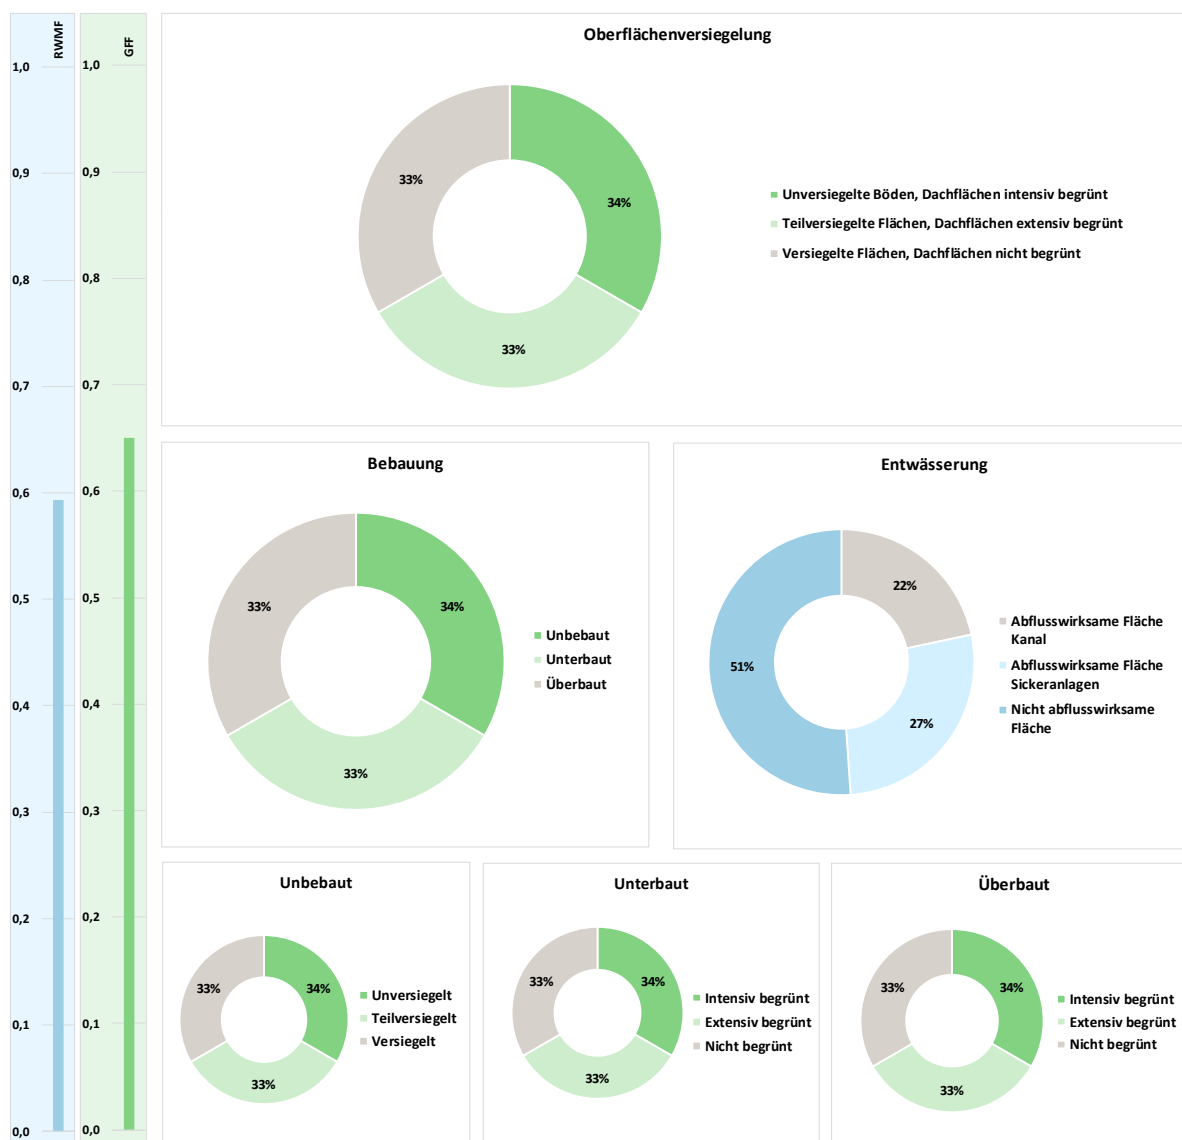 RWMF
1,0
0,9
0,8
0,7
0,6
0,5
0,4
0,3
0,2
0,1
0,0
GFF
1,0
0,9
0,8
0,7
0,6
0,5
0,4
0,3
0,2
0,1
0,0
Oberflächenversiegelung
33%
34%
33%
Unversiegelte Böden, Dachflächen intensiv begrünt
Teilversiegelte Flächen, Dachflächen extensiv begrünt
Versiegelte Flächen, Dachflächen nicht begrünt
Bebauung
33%
34%
33%
Unbebaut
Unterbaut
Überbaut
Entwässerung
22%
51%
27%
Abflusswirksame Fläche
Kanal
Abflusswirksame Fläche
Sickeranlagen
Nicht abflusswirksame
Fläche
Unbebaut
33%
34%
33%
Unversiegelt
Teilversiegelt
Versiegelt
Unterbaut
33%
34%
33%
Intensiv begrünt
Extensiv begrünt
Nicht begrünt
Überbaut
33%
34%
33%
Intensiv begrünt
Extensiv begrünt
Nicht begrünt